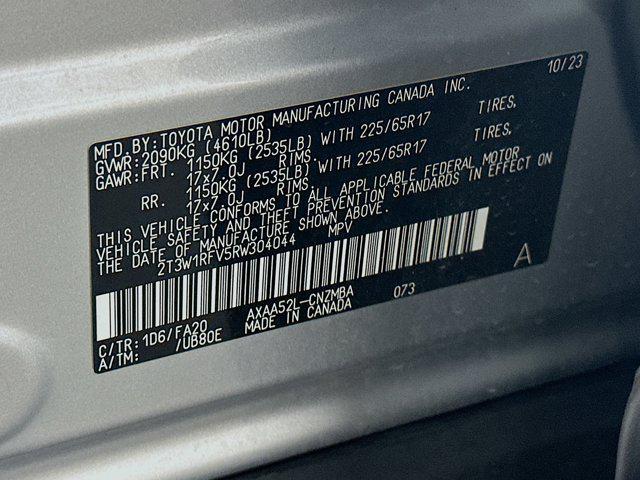 10/23
MFD. BY: TOYOTA MOTOR MANUFACTURING CANADA INC.
GVWR: 2090KG (4610LB)
GAWR: FRT. 1150KG (2535LB) WITH 225/65R17 TIRES,
17x7.0J RIMS.
RR. 1150KG (2535LB) WITH 225/65R17 TIRES,
17x7.0J RIMS.
THIS VEHICLE CONFORMS TO ALL APPLICABLE FEDERAL MOTOR
VEHICLE SAFETY AND THEFT PREVENTION STANDARDS IN EFFECT ON
THE DATE OF MANUFACTURE SHOWN ABOVE.
2T3W1RFV5RW304044 MPV
A
C/TR: 1D6/FA20 AXAA52L-CNZMBA 073
A/TM: /UB80E MADE IN CANADA